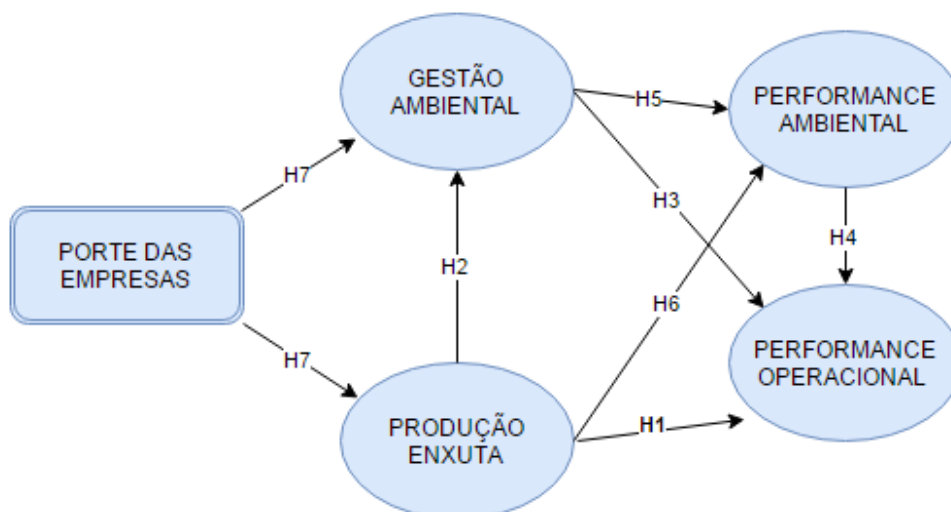 GESTÃO
AMBIENTAL
PERFORMANCE
AMBIENTAL
H5
H7
H3
PORTE DAS
EMPRESAS
H2
H4
H6
H7
PERFORMANCE
OPERACIONAL
PRODUÇÃO
ENXUTA
H1